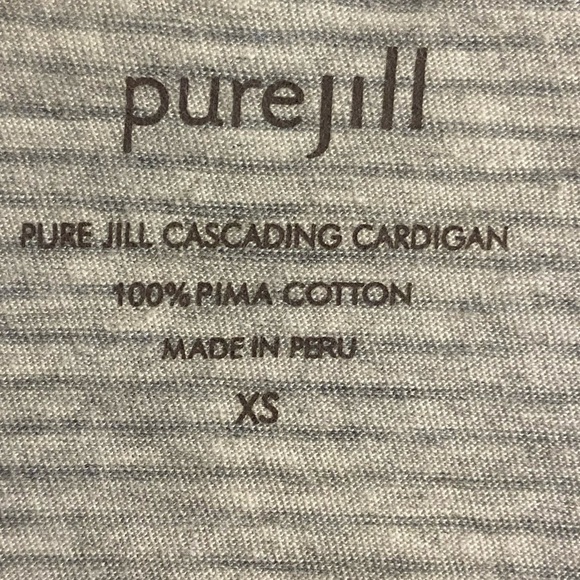 purejill
PURE JILL CASCADING CARDIGAN
100% PIMA COTTON
MADE IN PERU
XS